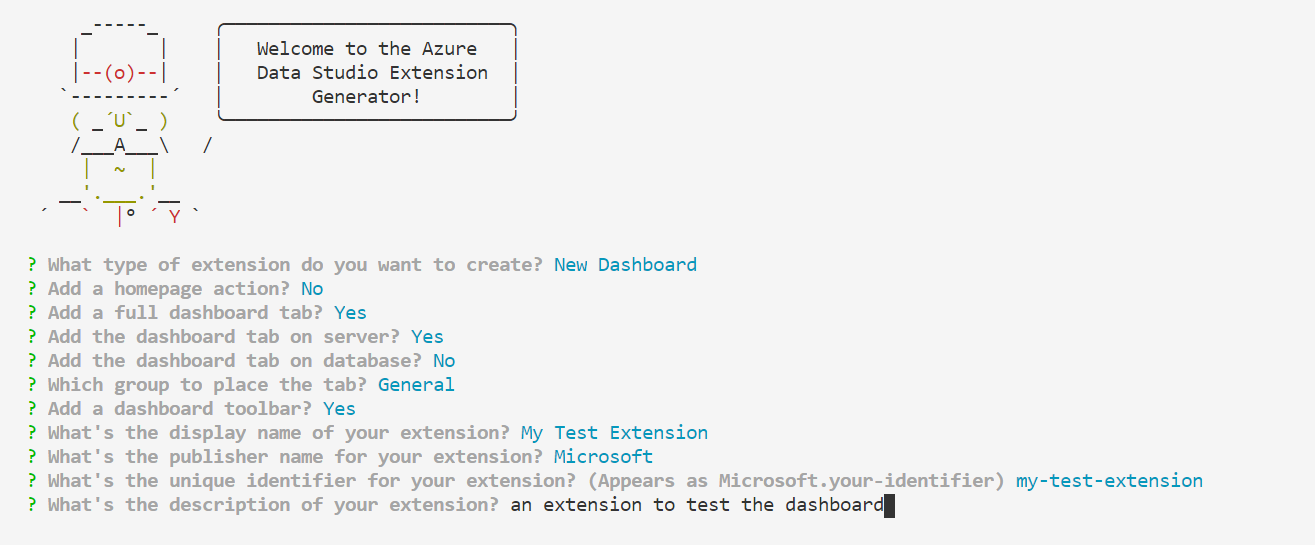 Welcome to the Azure
Data Studio Extension
Generator!
? What type of extension do you want to create? New Dashboard
? Add a homepage action? No
? Add a full dashboard tab? Yes
? Add the dashboard tab on server? Yes
? Add the dashboard tab on database? No
? Which group to place the tab? General
? Add a dashboard toolbar? Yes
? What's the display name of your extension? My Test Extension
? What's the publisher name for your extension? Microsoft
? What's the unique identifier for your extension? (Appears as Microsoft.your-identifier) my-test-extension
? What's the description of your extension? an extension to test the dashboard